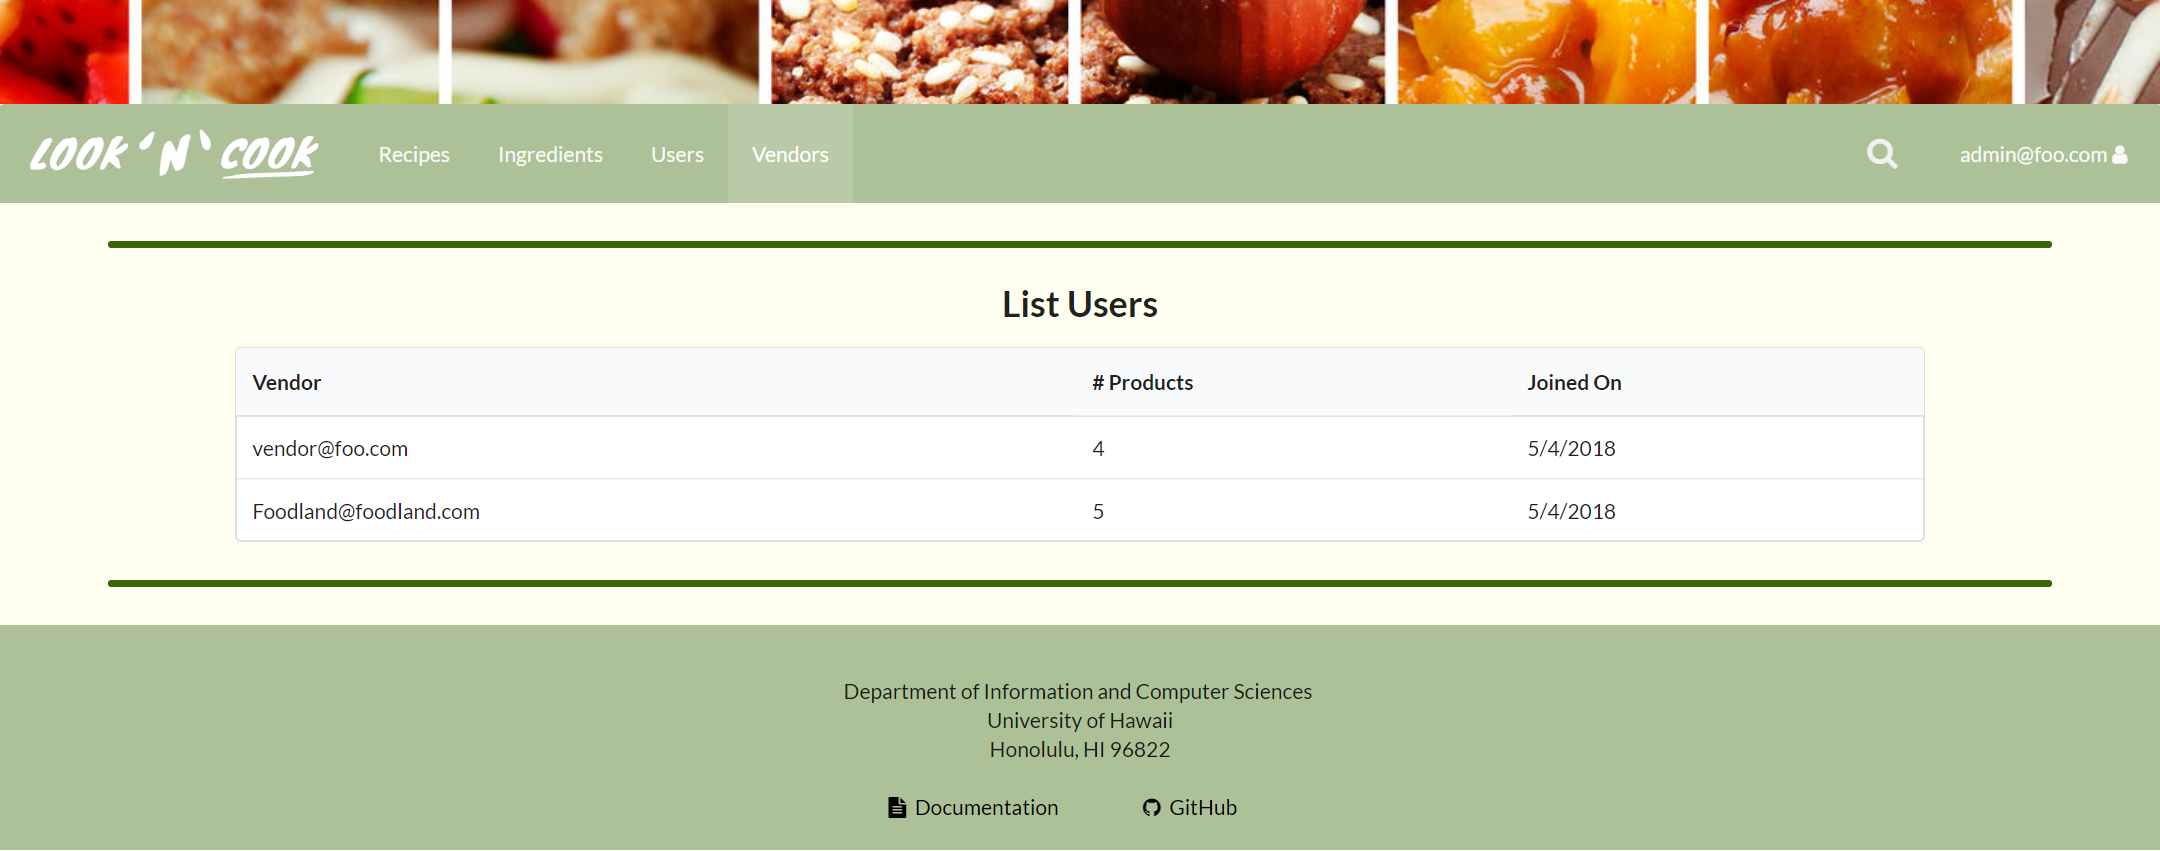 LOOK 'N' COOK Recipes Ingredients Users Vendors admin@foo.com
List Users
Vendor # Products Joined On
vendor@foo.com 4 5/4/2018
Foodland@foodland.com 5 5/4/2018
Department of Information and Computer Sciences
University of Hawaii
Honolulu, HI 96822
Documentation GitHub